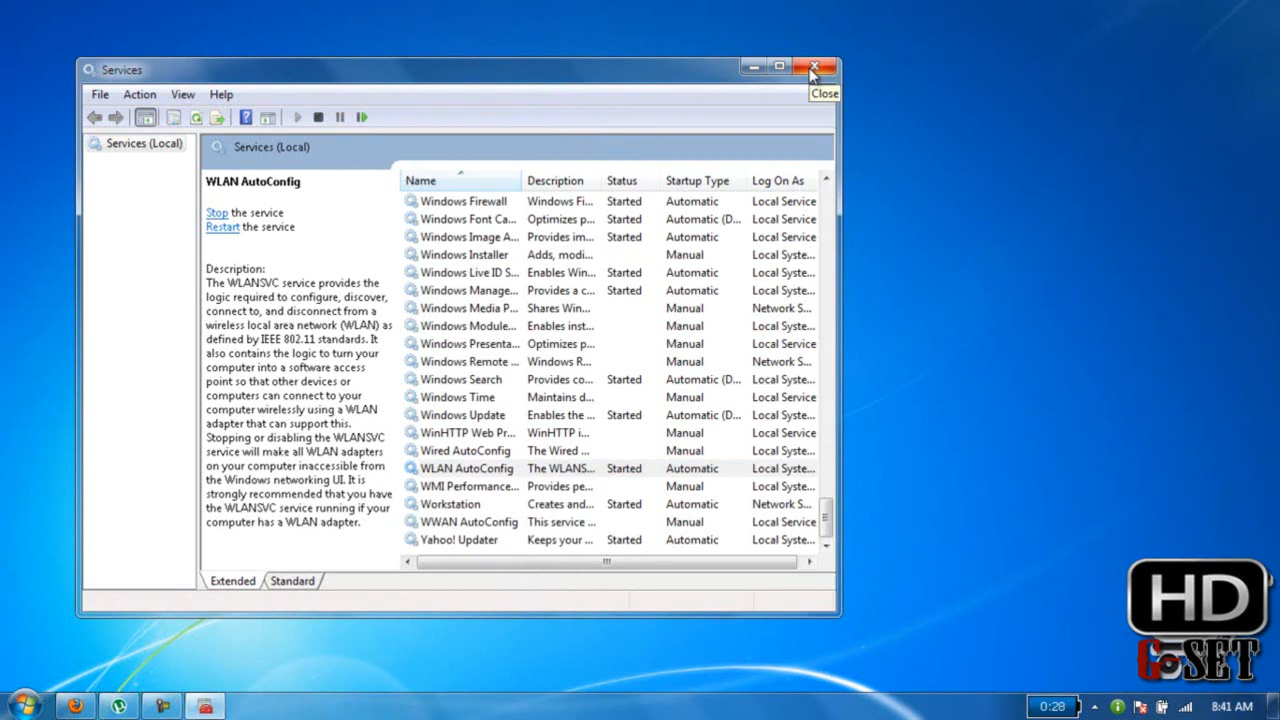 Services
Close
File Action View Help
Services (Local)
Services (Local)
WLAN AutoConfig
Stop the service
Restart the service
Description:
The WLANSVC service provides the
logic required to configure, discover,
connect to, and disconnect from a
wireless local area network (WLAN) as
defined by IEEE 802.11 standards. It
also contains the logic to turn your
computer into a software access
point so that other devices or
computers can connect to your
computer wirelessly using a WLAN
adapter that can support this.
Stopping or disabling the WLANSVC
service will make all WLAN adapters
on your computer inaccessible from
the Windows networking UI. It is
strongly recommended that you have
the WLANSVC service running if your
computer has a WLAN adapter.
Name Description Status Startup Type Log On As
Windows Firewall Windows Fi... Started Automatic Local Service
Windows Font Ca... Optimizes p... Started Automatic (D... Local Service
Windows Image A... Provides im... Started Automatic Local Service
Windows Installer Adds, modi... Manual Local Syste...
Windows Live ID S... Enables Win... Started Automatic Local Syste...
Windows Manage... Provides a c... Started Automatic Local Syste...
Windows Media P... Shares Win... Manual Network S...
Windows Module... Enables inst... Manual Local Syste...
Windows Presenta... Optimizes p... Manual Local Service
Windows Remote ... Windows R... Manual Network S...
Windows Search Provides co... Started Automatic (D... Local Syste...
Windows Time Maintains d... Manual Local Service
Windows Update Enables the ... Started Automatic (D... Local Syste...
WinHTTP Web Pr... WinHTTP i... Manual Local Service
Wired AutoConfig The Wired ... Manual Local Syste...
WLAN AutoConfig The WLANS... Started Automatic Local Syste...
WMI Performance... Provides pe... Manual Local Syste...
Workstation Creates and... Started Automatic Network S...
WWAN AutoConfig This service ... Manual Local Service
Yahoo! Updater Keeps your ... Started Automatic Local Syste...
Extended Standard
HD
G-SET
0:28 8:41 AM